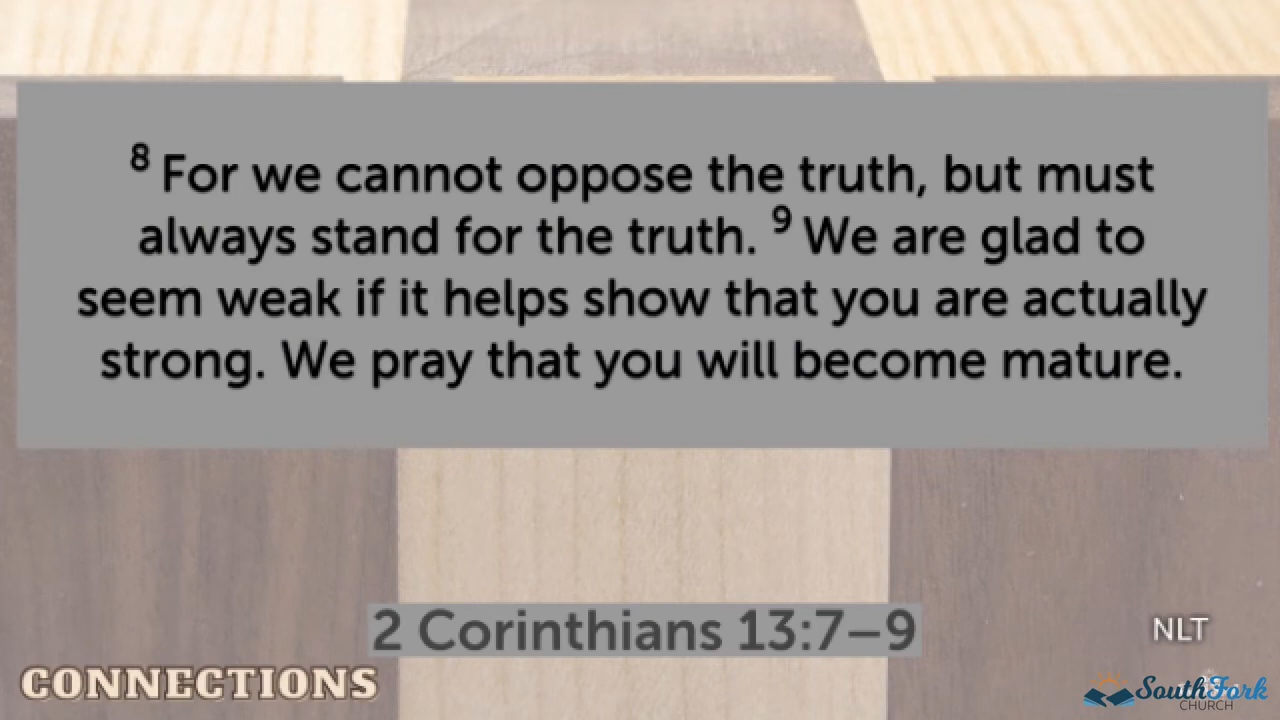 ⁸ For we cannot oppose the truth, but must
always stand for the truth. ⁹ We are glad to
seem weak if it helps show that you are actually
strong. We pray that you will become mature.
2 Corinthians 13:7–9
NLT
CONNECTIONS
SouthFork
CHURCH